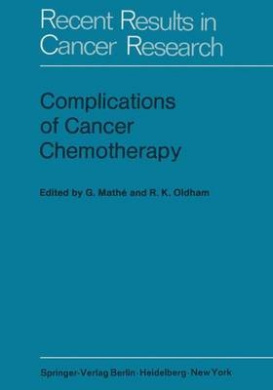 Recent Results in
Cancer Research
Complications
of Cancer
Chemotherapy
Edited by G. Mathé and R. K. Oldham
Springer-Verlag Berlin · Heidelberg · New York